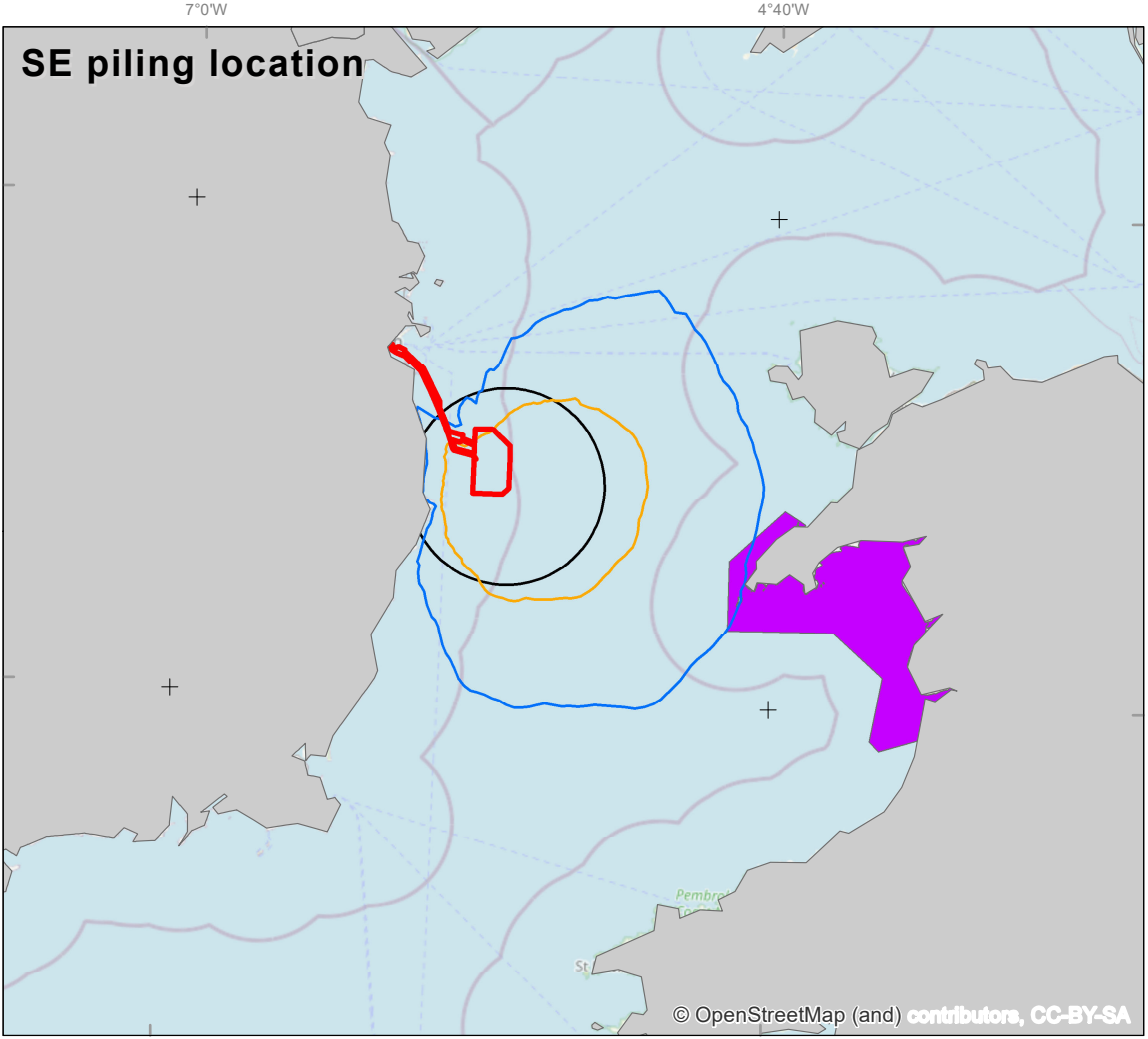 7°0'W 4°40'W
SE piling location
Pembro
St
© OpenStreetMap (and) contributors, CC-BY-SA